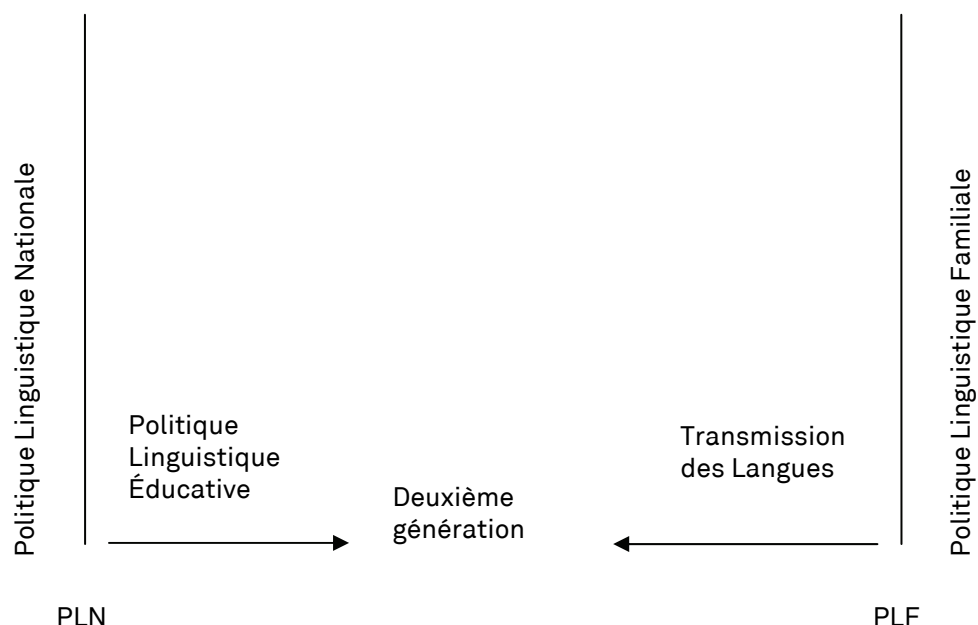 Politique Linguistique Nationale
Politique
Linguistique
Éducative
Deuxième
génération
Transmission
des Langues
Politique Linguistique Familiale
PLN
PLF